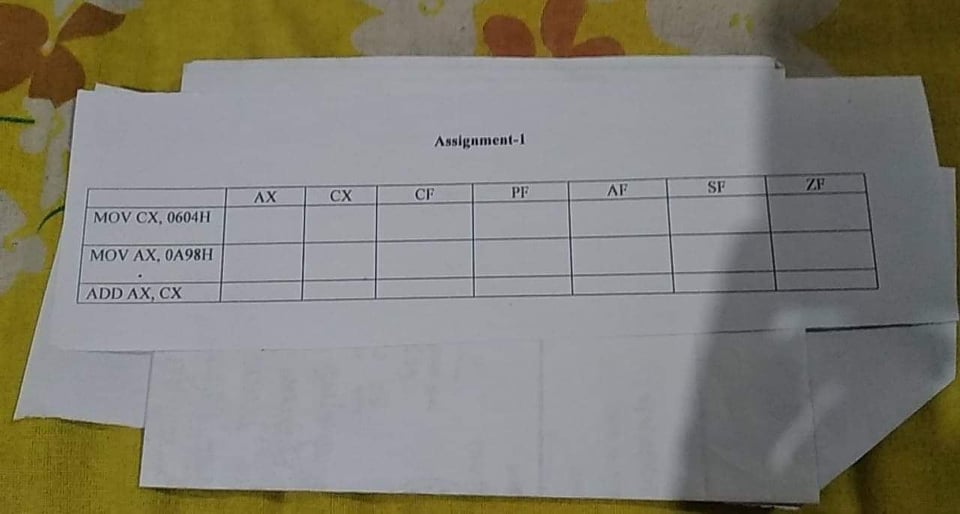 Assignment-1
AX CX CF PF AF SF ZF
MOV CX, 0604H
MOV AX, 0A98H
ADD AX, CX